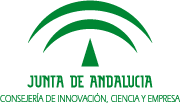 JUNTA DE ANDALUCIA
CONSEJERÍA DE INNOVACIÓN, CIENCIA Y EMPRESA